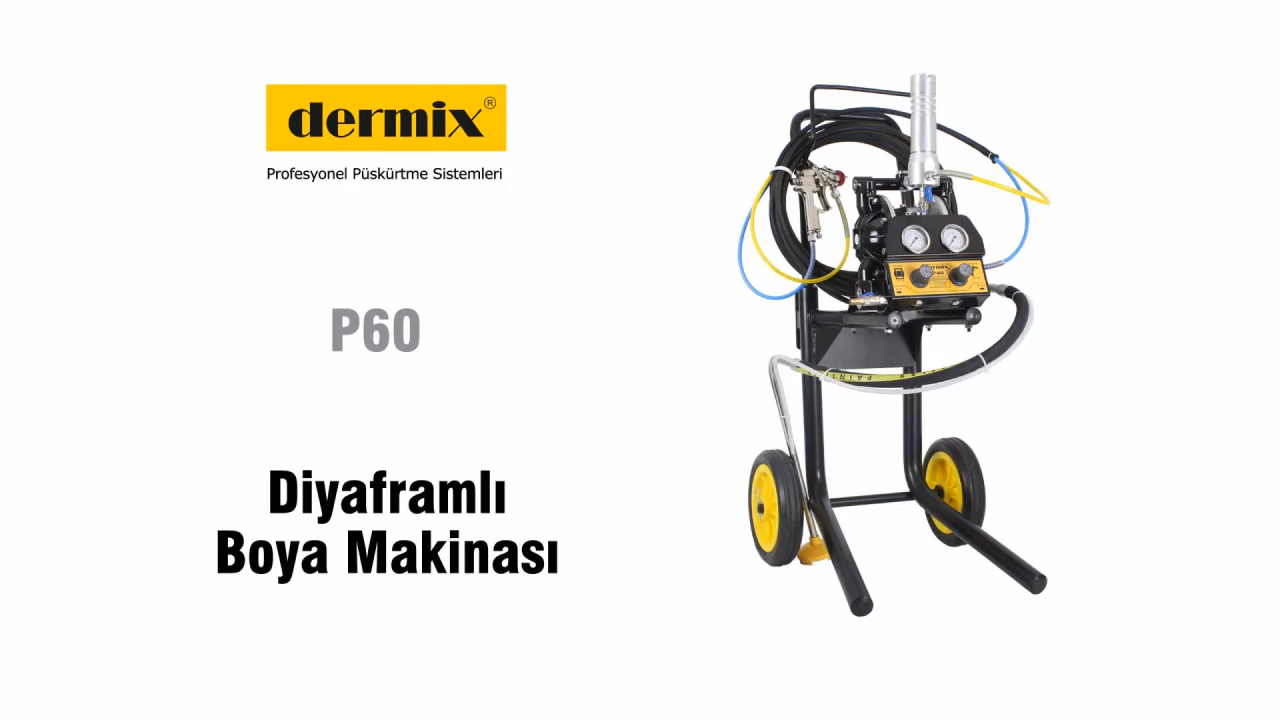 dermix®
Profesyonel Püskürtme Sistemleri
P60
Diyaframlı
Boya Makinası